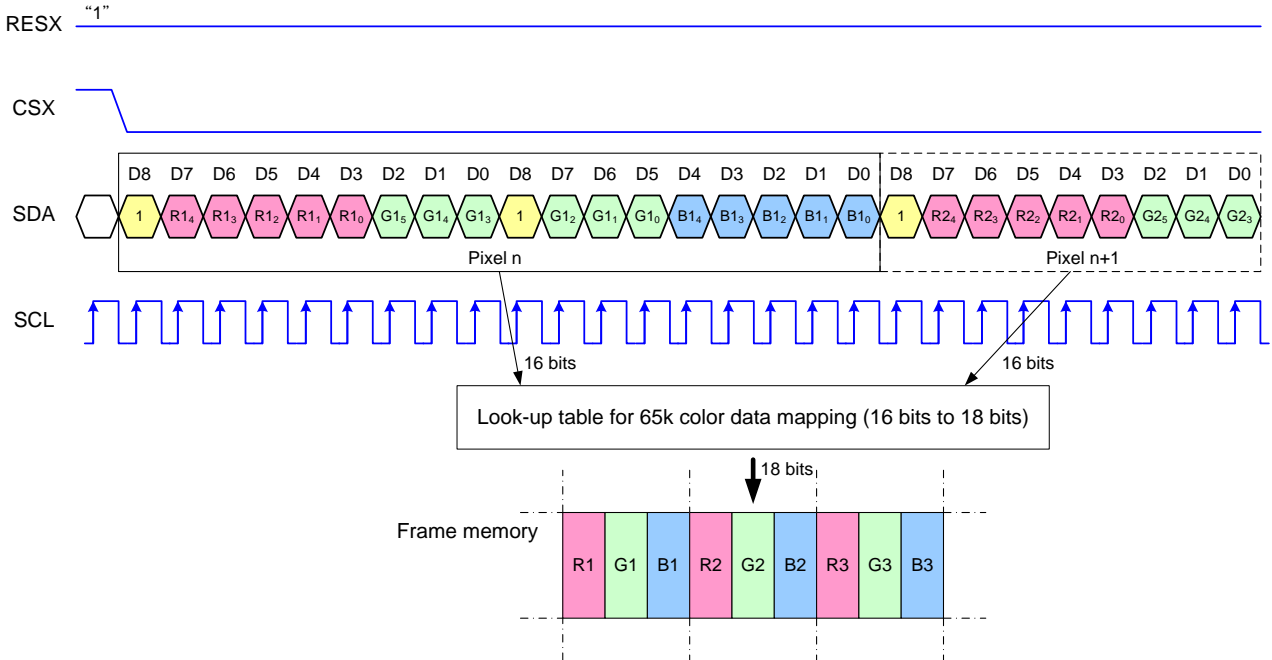 “1”
RESX
CSX
D8 D7 D6 D5 D4 D3 D2 D1 D0 D8 D7 D6 D5 D4 D3 D2 D1 D0 D8 D7 D6 D5 D4 D3 D2 D1 D0
SDA 1 R1₄ R1₃ R1₂ R1₁ R1₀ G1₅ G1₄ G1₃ 1 G1₂ G1₁ G1₀ B1₄ B1₃ B1₂ B1₁ B1₀ 1 R2₄ R2₃ R2₂ R2₁ R2₀ G2₅ G2₄ G2₃
Pixel n Pixel n+1
SCL
16 bits 16 bits
Look-up table for 65k color data mapping (16 bits to 18 bits)
18 bits
Frame memory
R1 G1 B1 R2 G2 B2 R3 G3 B3